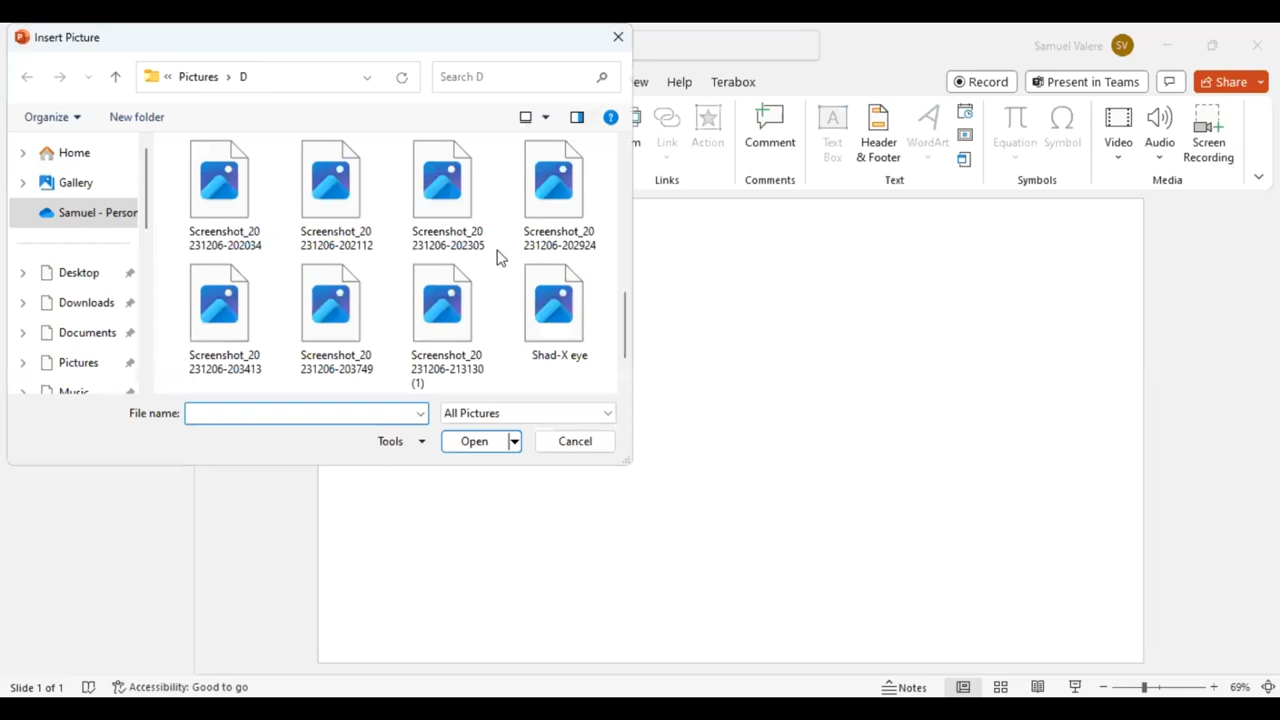 Insert Picture
Samuel Valere SV
« Pictures > D
Search D
ew Help Terabox
Record
Present in Teams
Share
Organize
New folder
Home
Gallery
Samuel - Persor
Desktop
Downloads
Documents
Pictures
Screenshot_20
231206-202034
Screenshot_20
231206-202112
Screenshot_20
231206-202305
Screenshot_20
231206-202924
Screenshot_20
231206-203413
Screenshot_20
231206-203749
Screenshot_20
231206-213130
(1)
Shad-X eye
File name:
All Pictures
Tools
Open
Cancel
m
Link
Action
Comment
Text
Box
Header
& Footer
WordArt
Equation
Symbol
Video
Audio
Screen
Recording
Links
Comments
Text
Symbols
Media
Slide 1 of 1
Accessibility: Good to go
Notes
69%